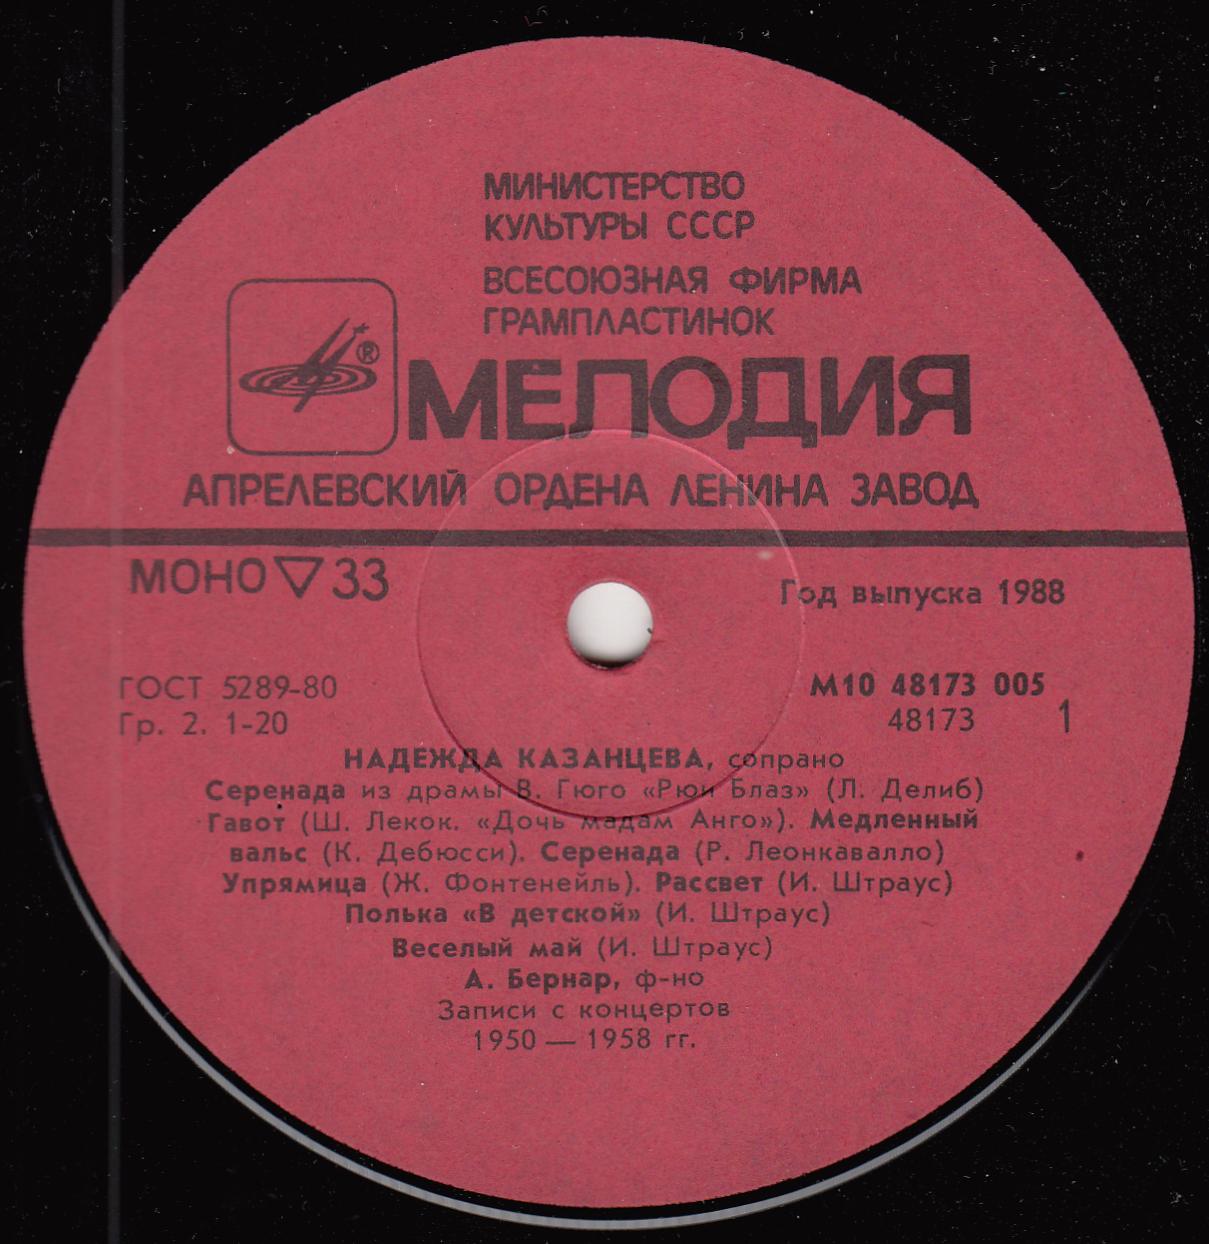 МИНИСТЕРСТВО
КУЛЬТУРЫ СССР
ВСЕСОЮЗНАЯ ФИРМА
ГРАМПЛАСТИНОК
®
МЕЛОДИЯ
АПРЕЛЕВСКИЙ ОРДЕНА ЛЕНИНА ЗАВОД
МОНО ▽ 33
Год выпуска 1988
ГОСТ 5289-80
Гр. 2. 1-20
М10 48173 005
48173 1
НАДЕЖДА КАЗАНЦЕВА, сопрано
Серенада из драмы В. Гюго «Рюи Блаз» (Л. Делиб)
Гавот (Ш. Лекок. «Дочь мадам Анго»). Медленный
вальс (К. Дебюсси). Серенада (Р. Леонкавалло)
Упрямица (Ж. Фонтенейль). Рассвет (И. Штраус)
Полька «В детской» (И. Штраус)
Веселый май (И. Штраус)
А. Бернар, ф-но
Записи с концертов
1950 — 1958 гг.